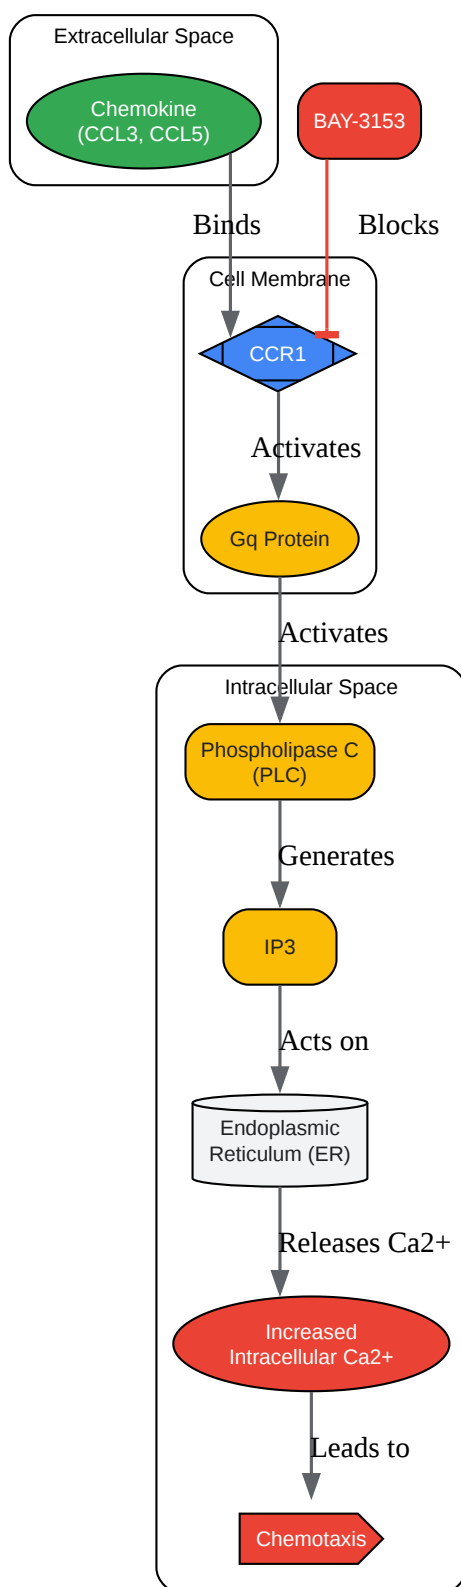 Extracellular Space
Chemokine
(CCL3, CCL5)
BAY-3153
Binds
Blocks
Cell Membrane
CCR1
Activates
Gq Protein
Activates
Intracellular Space
Phospholipase C
(PLC)
Generates
IP3
Acts on
Endoplasmic
Reticulum (ER)
Releases Ca2+
Increased
Intracellular Ca2+
Leads to
Chemotaxis